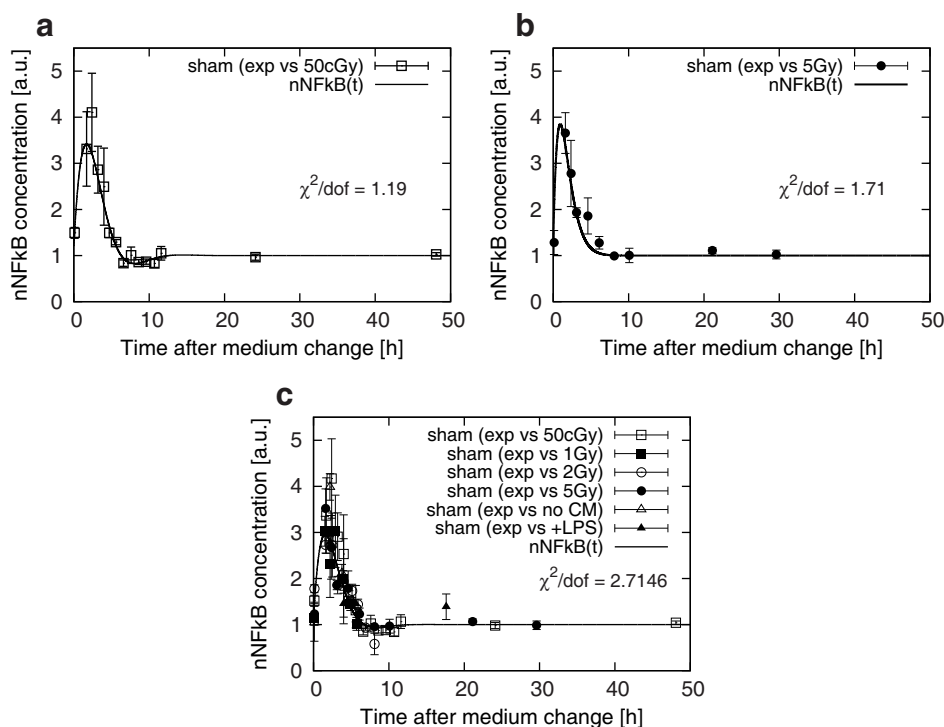 a
nNFkB concentration [a.u.]
5
4
3
2
1
0
sham (exp vs 50cGy)
nNFkB(t)
χ²/dof = 1.19
0 10 20 30 40 50
Time after medium change [h]
b
nNFkB concentration [a.u.]
5
4
3
2
1
0
sham (exp vs 5Gy)
nNFkB(t)
χ²/dof = 1.71
0 10 20 30 40 50
Time after medium change [h]
c
nNFkB concentration [a.u.]
5
4
3
2
1
0
sham (exp vs 50cGy)
sham (exp vs 1Gy)
sham (exp vs 2Gy)
sham (exp vs 5Gy)
sham (exp vs no CM)
sham (exp vs +LPS)
nNFkB(t)
χ²/dof = 2.7146
0 10 20 30 40 50
Time after medium change [h]